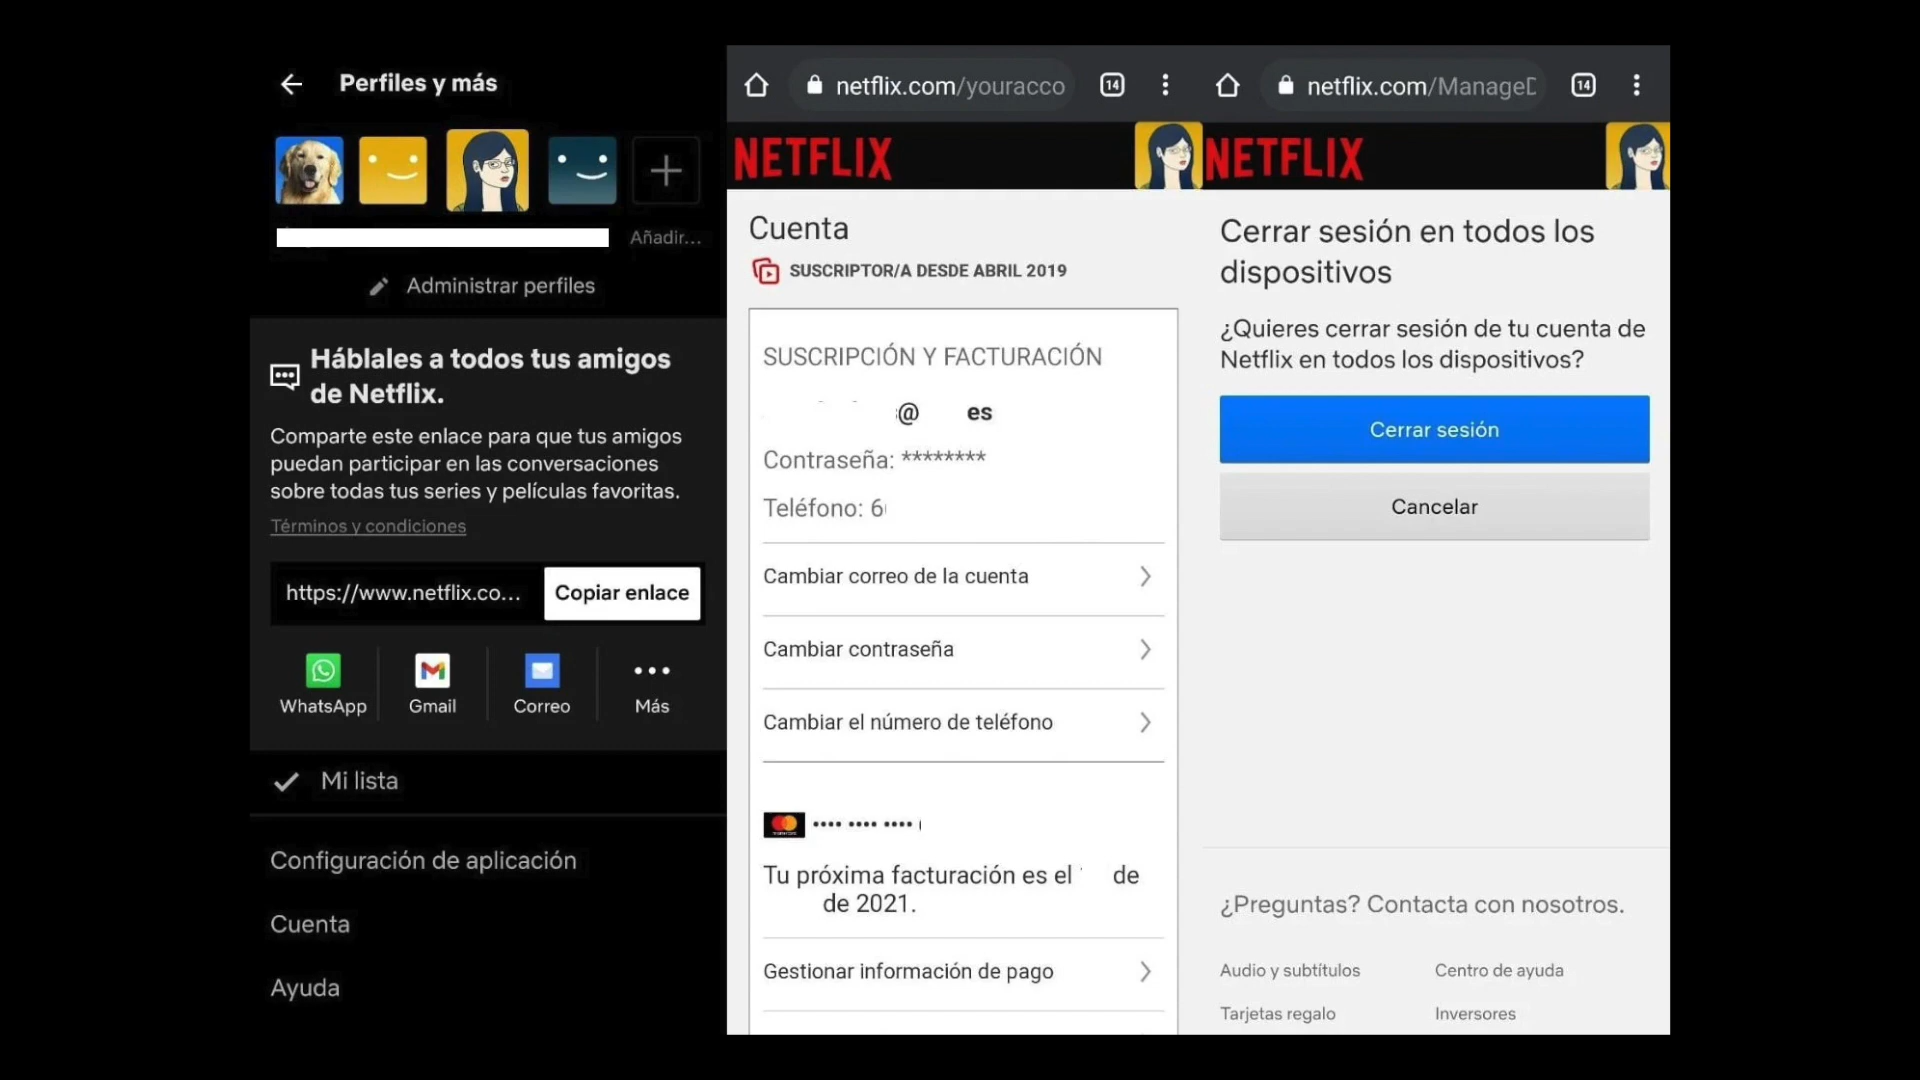 Perfiles y más
Añadir...
Administrar perfiles
Háblales a todos tus amigos
de Netflix.
Comparte este enlace para que tus amigos
puedan participar en las conversaciones
sobre todas tus series y películas favoritas.
Términos y condiciones
https://www.netflix.co...
Copiar enlace
WhatsApp
Gmail
Correo
Más
Mi lista
Configuración de aplicación
Cuenta
Ayuda
netflix.com/youracco
14
NETFLIX
Cuenta
SUSCRIPTOR/A DESDE ABRIL 2019
SUSCRIPCIÓN Y FACTURACIÓN
@ es
Contraseña: ********
Teléfono: 6
Cambiar correo de la cuenta
Cambiar contraseña
Cambiar el número de teléfono
•••• •••• ••••
Tu próxima facturación es el de
de 2021.
Gestionar información de pago
netflix.com/ManageD
14
NETFLIX
Cerrar sesión en todos los
dispositivos
¿Quieres cerrar sesión de tu cuenta de
Netflix en todos los dispositivos?
Cerrar sesión
Cancelar
¿Preguntas? Contacta con nosotros.
Audio y subtítulos
Centro de ayuda
Tarjetas regalo
Inversores